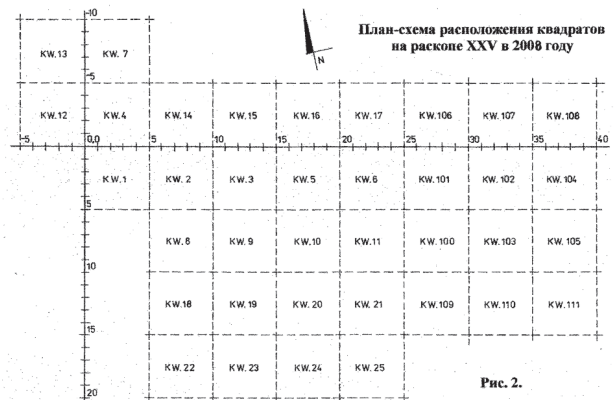 10
План-схема расположения квадратов
на раскопе XXV в 2008 году
N
KW.13 KW. 7
5
KW.12 KW. 4 KW. 14 KW. 15 KW. 16 KW. 17 KW. 106 KW. 107 KW. 108
-5 0,0 5 10 15 20 25 30 35 40
KW. 1 KW. 2 KW. 3 KW. 5 KW. 6 KW. 101 KW. 102 KW. 104
5
KW. 8 KW. 9 KW. 10 KW. 11 KW. 100 KW. 103 KW. 105
10
KW. 18 KW. 19 KW. 20 KW. 21 KW. 109 KW. 110 KW. 111
15
KW. 22 KW. 23 KW. 24 KW. 25
Рис. 2.
20